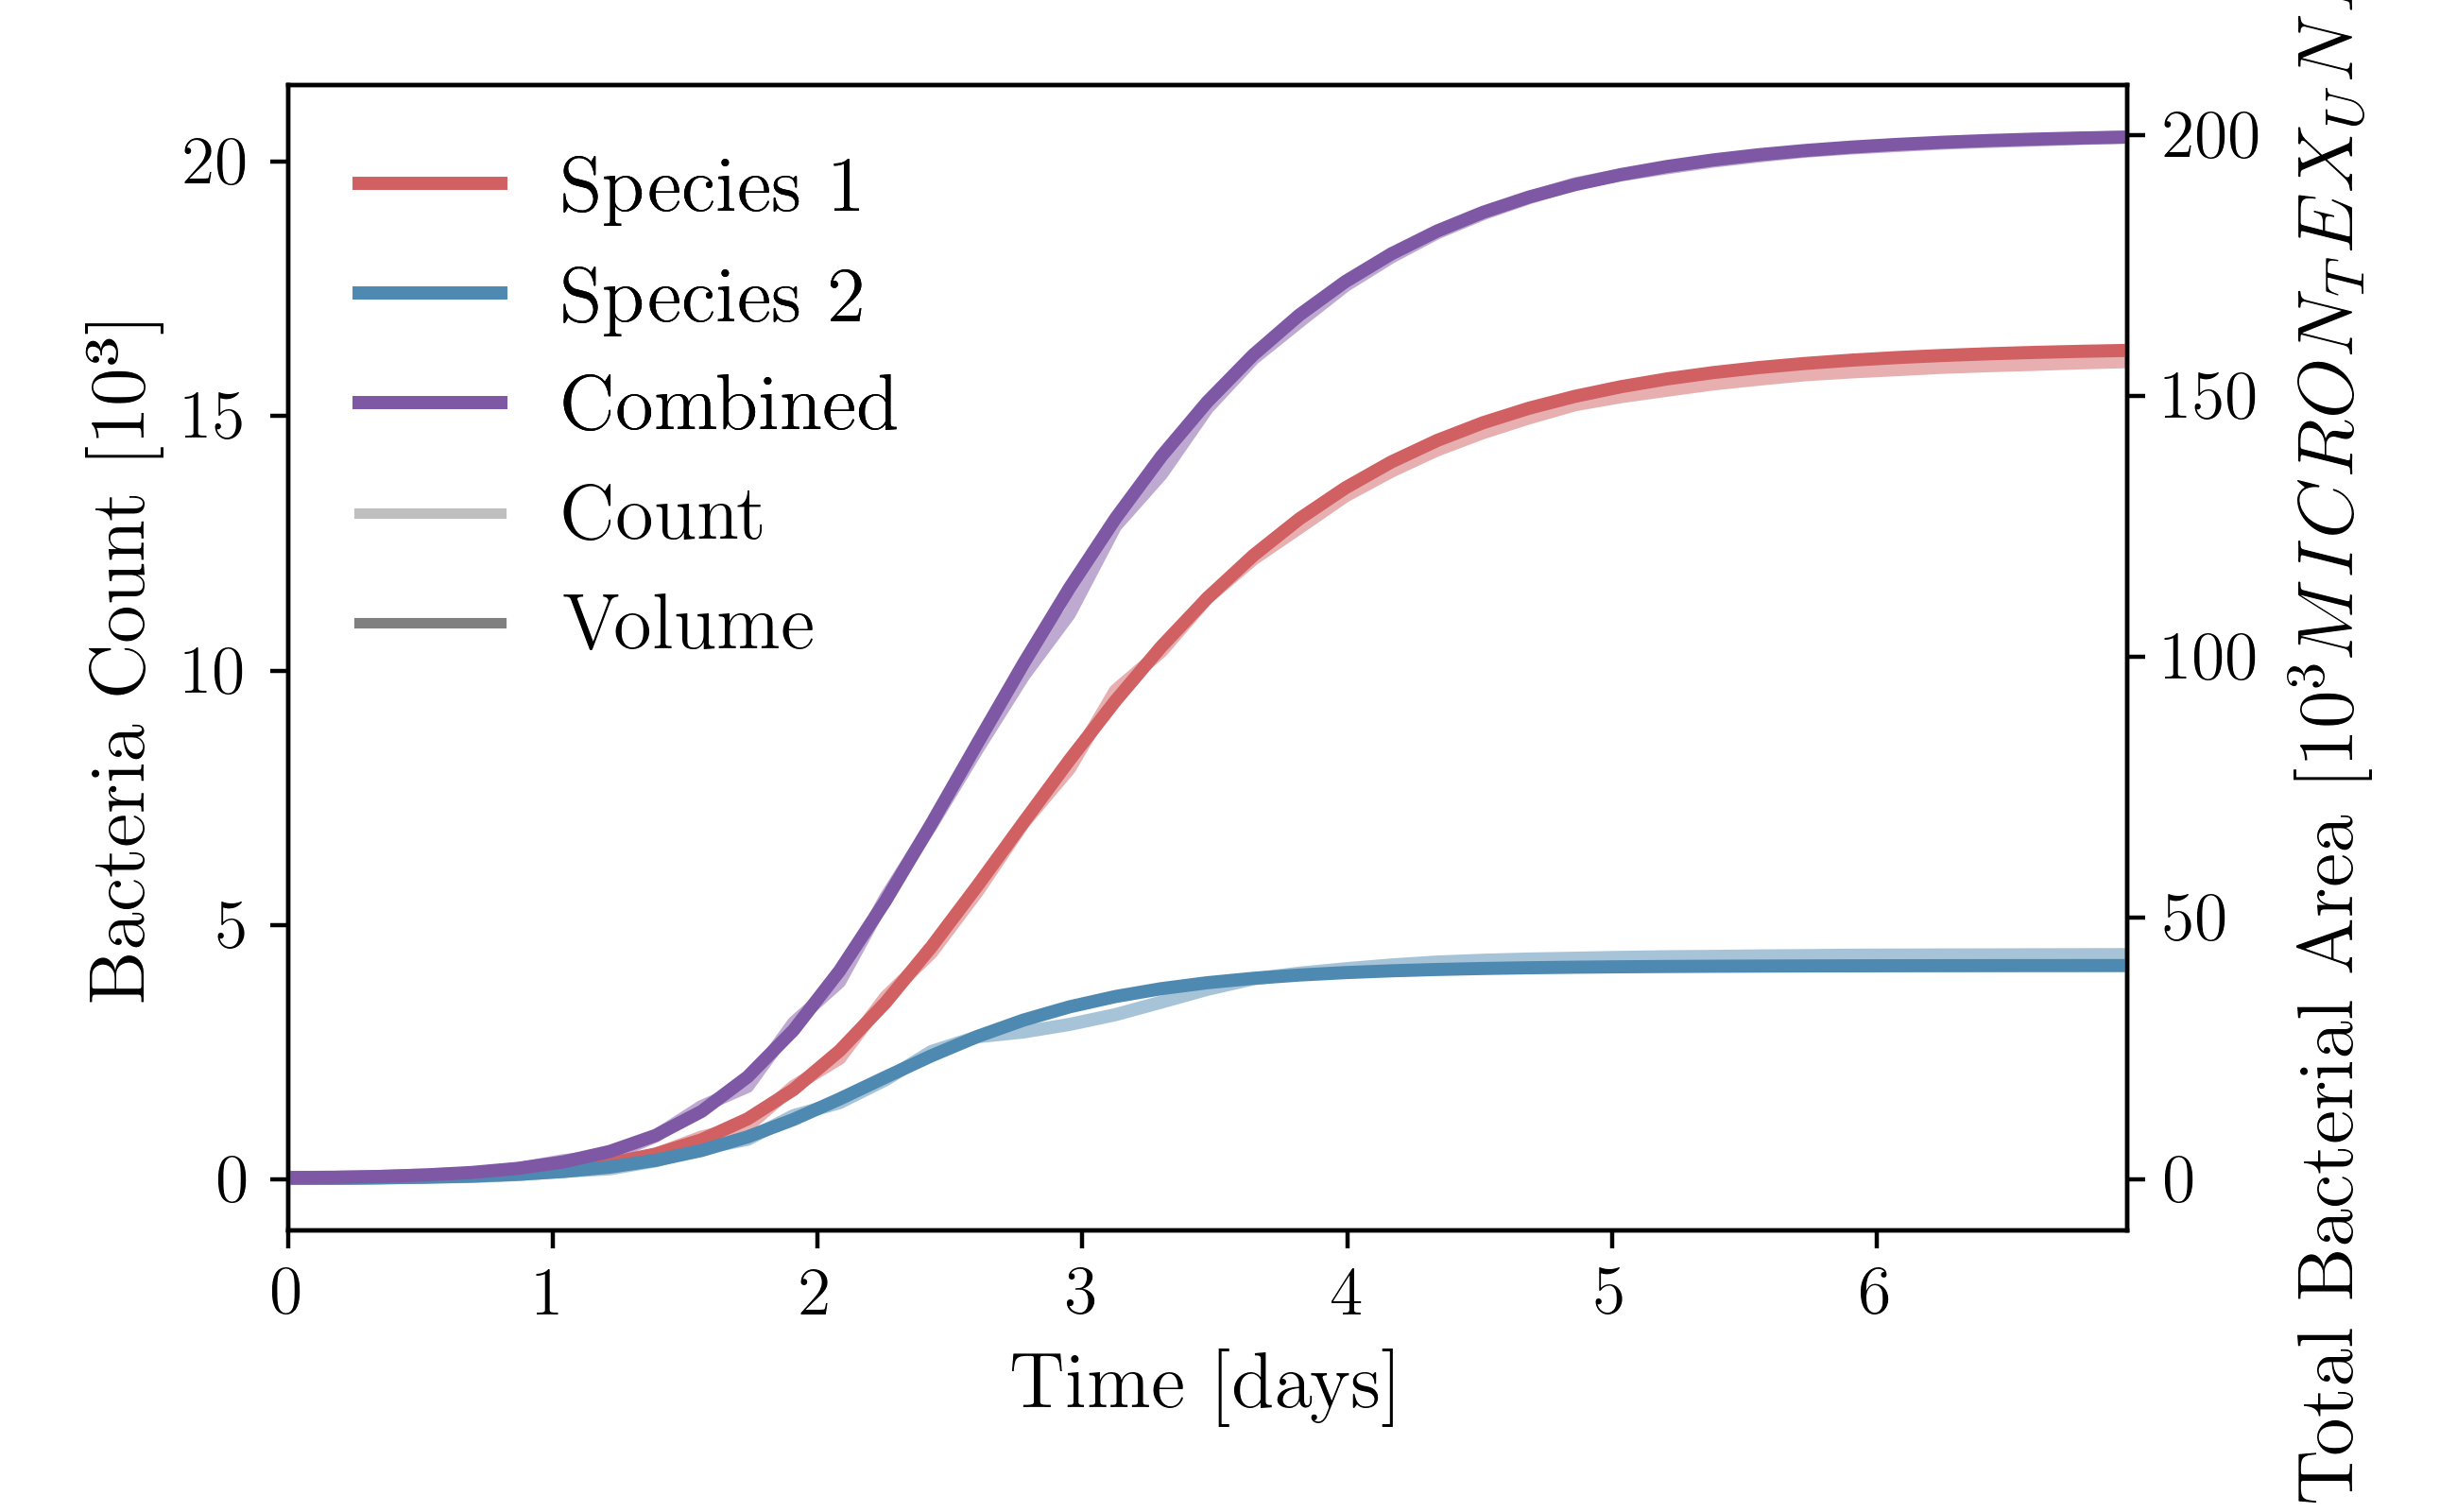 Species 1
Species 2
Combined
Count
Volume
Bacteria Count [10³]
20
15
10
5
0
0 1 2 3 4 5 6
Time [days]
200
150
100
50
0
Total Bacterial Area [10³MICRON_TEX_UN